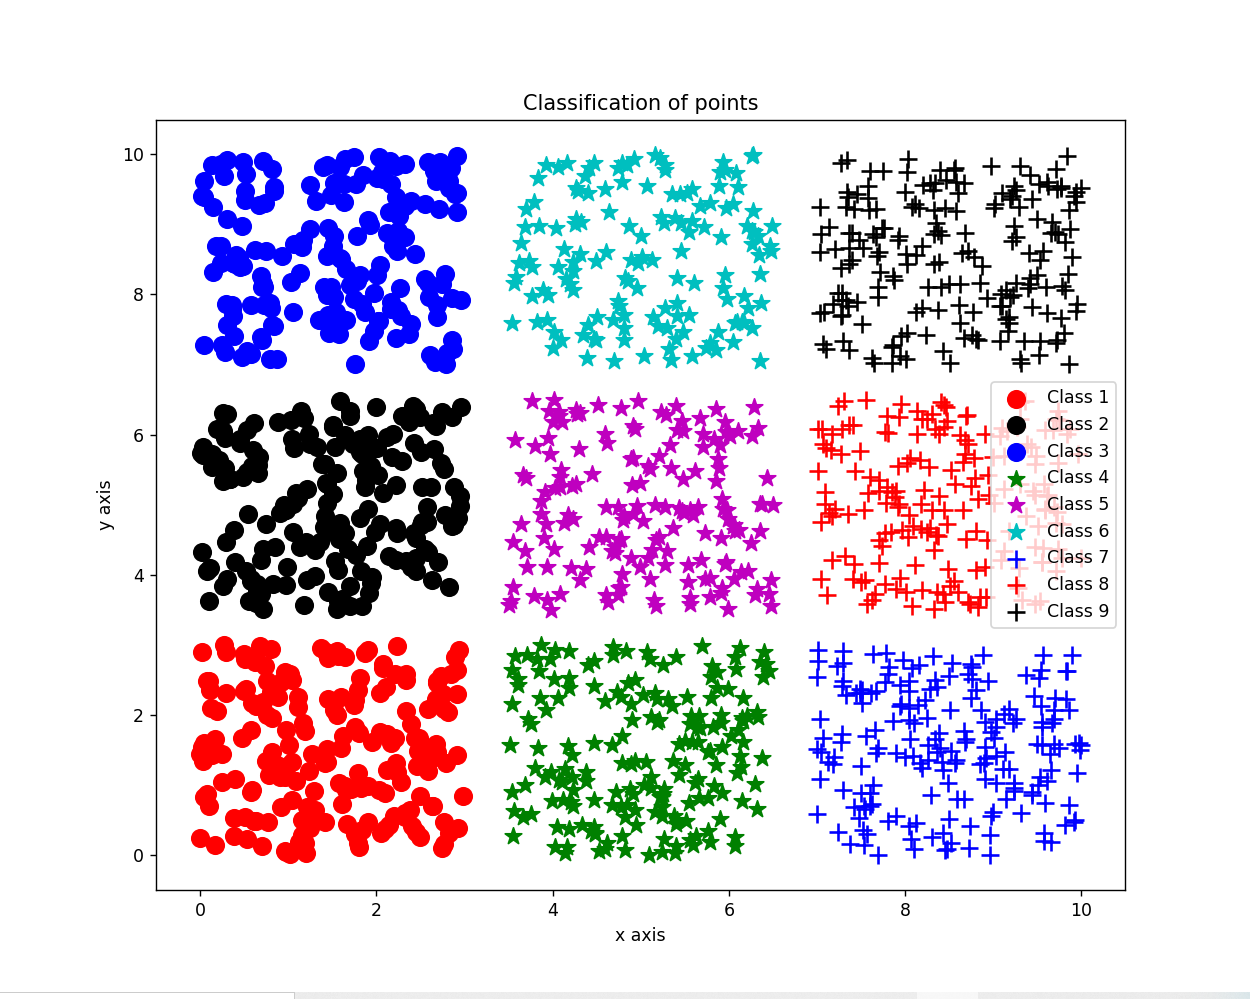 Classification of points
10
8
6
4
2
0
y axis
Class 1
Class 2
Class 3
Class 4
Class 5
Class 6
Class 7
Class 8
Class 9
0 2 4 6 8 10
x axis